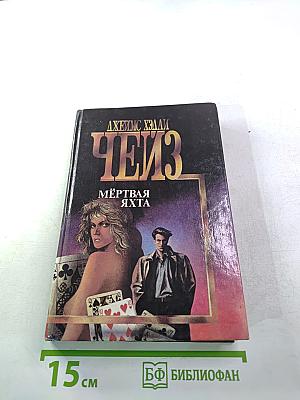 ДЖЕЙМС ХЭДЛИ
ЧЕЙЗ
МЁРТВАЯ
ЯХТА
15 см
БФ БИБЛИОФАН